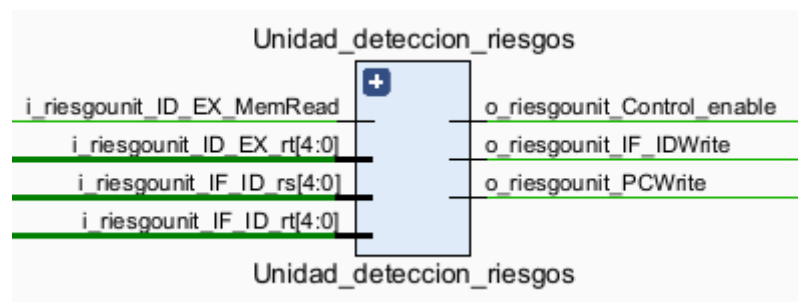 Unidad_deteccion_riesgos
i_riesgounit_ID_EX_MemRead
i_riesgounit_ID_EX_rt[4:0]
i_riesgounit_IF_ID_rs[4:0]
i_riesgounit_IF_ID_rt[4:0]
o_riesgounit_Control_enable
o_riesgounit_IF_IDWrite
o_riesgounit_PCWrite
Unidad_deteccion_riesgos